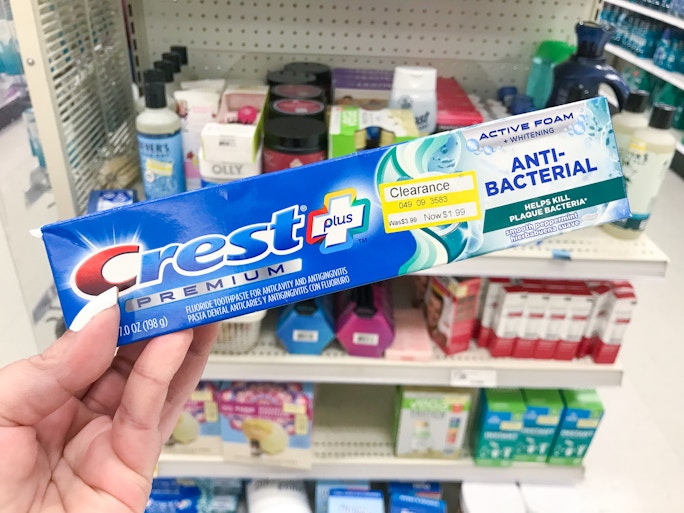 ACTIVE FOAM
+ WHITENING
ANTI-
BACTERIAL
HELPS KILL
PLAQUE BACTERIA*
smooth peppermint
hierbabuena suave
Clearance
049 09 3583
Was$3.99 Now $1.99
Crest® plus™
PREMIUM
FLUORIDE TOOTHPASTE FOR ANTICAVITY AND ANTIGINGIVITIS
PASTA DENTAL ANTICARIES Y ANTIGINGIVITIS CON FLUORURO
7.0 OZ (198 g)
OLLY